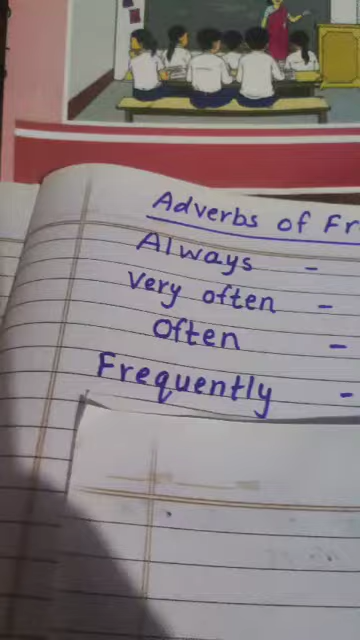 Adverbs of Fr
Always -
Very often -
Often -
Frequently -